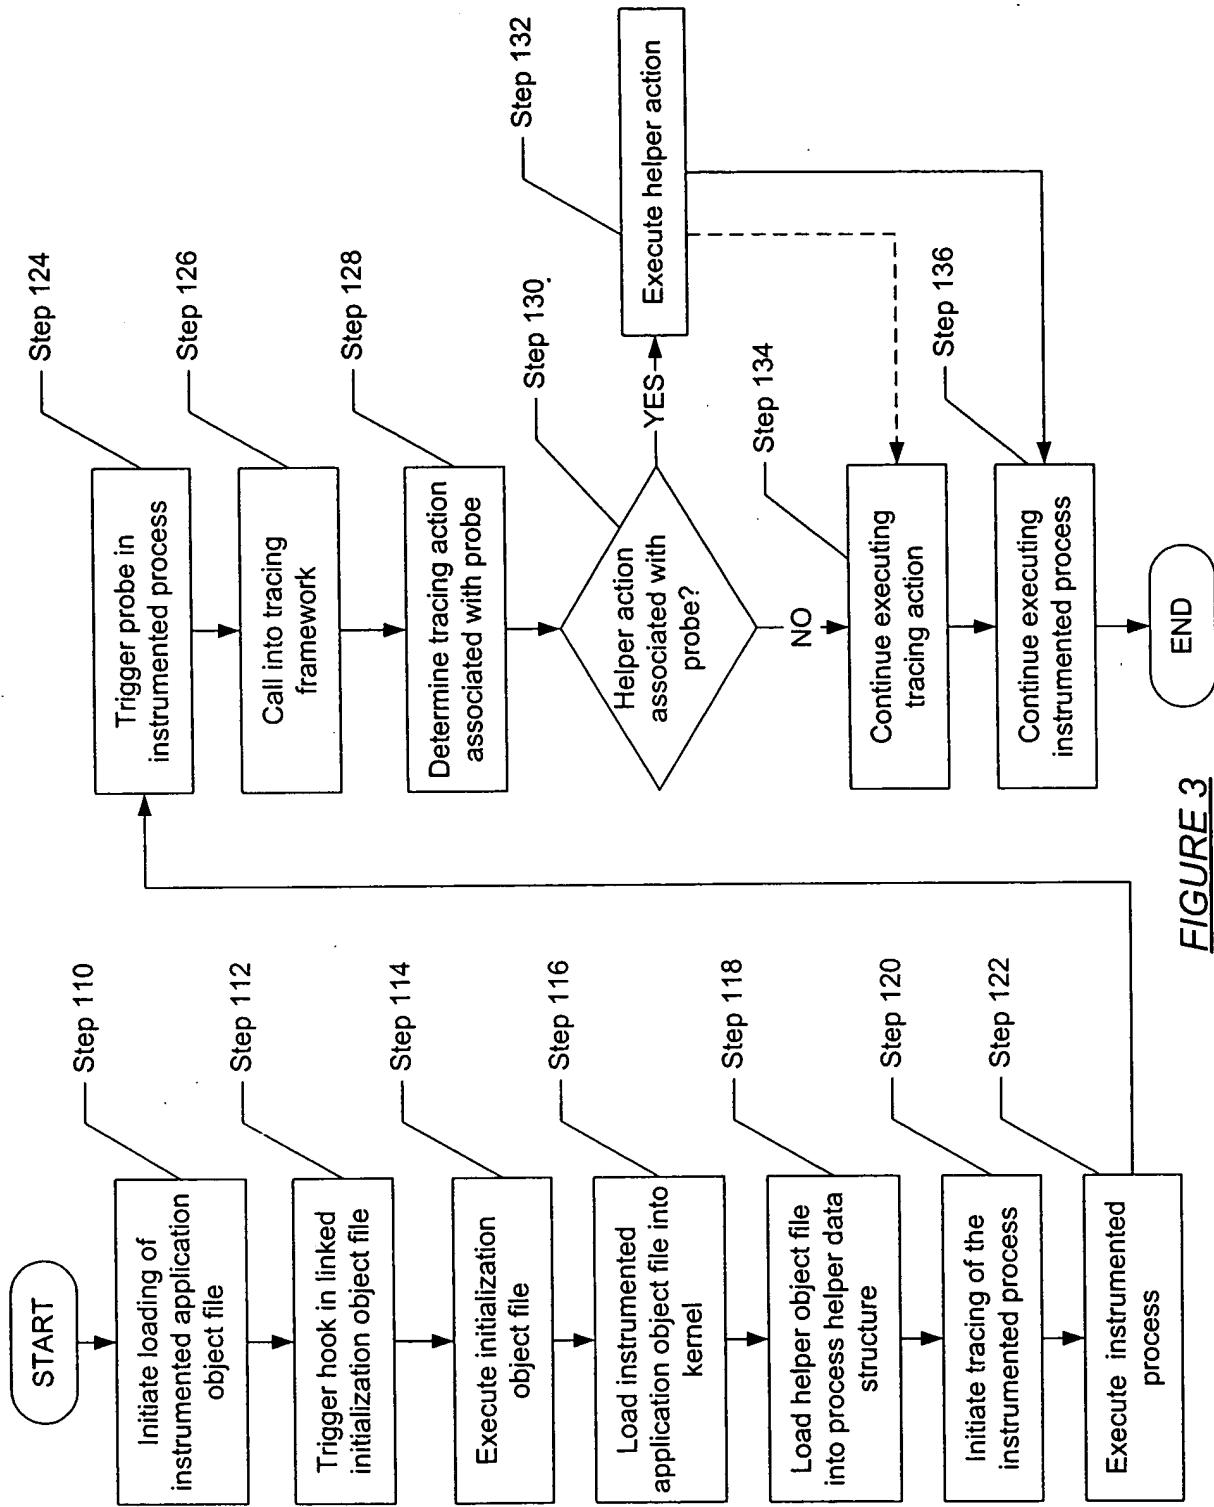 START
Initiate loading of
instrumented application
object file
Step 110
Trigger hook in linked
initialization object file
Step 112
Execute initialization
object file
Step 114
Load instrumented
application object file into
kernel
Step 116
Load helper object file
into process helper data
structure
Step 118
Initiate tracing of the
instrumented process
Step 120
Execute instrumented
process
Step 122
Trigger probe in
instrumented process
Step 124
Call into tracing
framework
Step 126
Determine tracing action
associated with probe
Step 128
Helper action
associated with
probe?
Step 130
YES
Execute helper action
Step 132
NO
Continue executing
tracing action
Step 134
Continue executing
instrumented process
Step 136
END
FIGURE 3